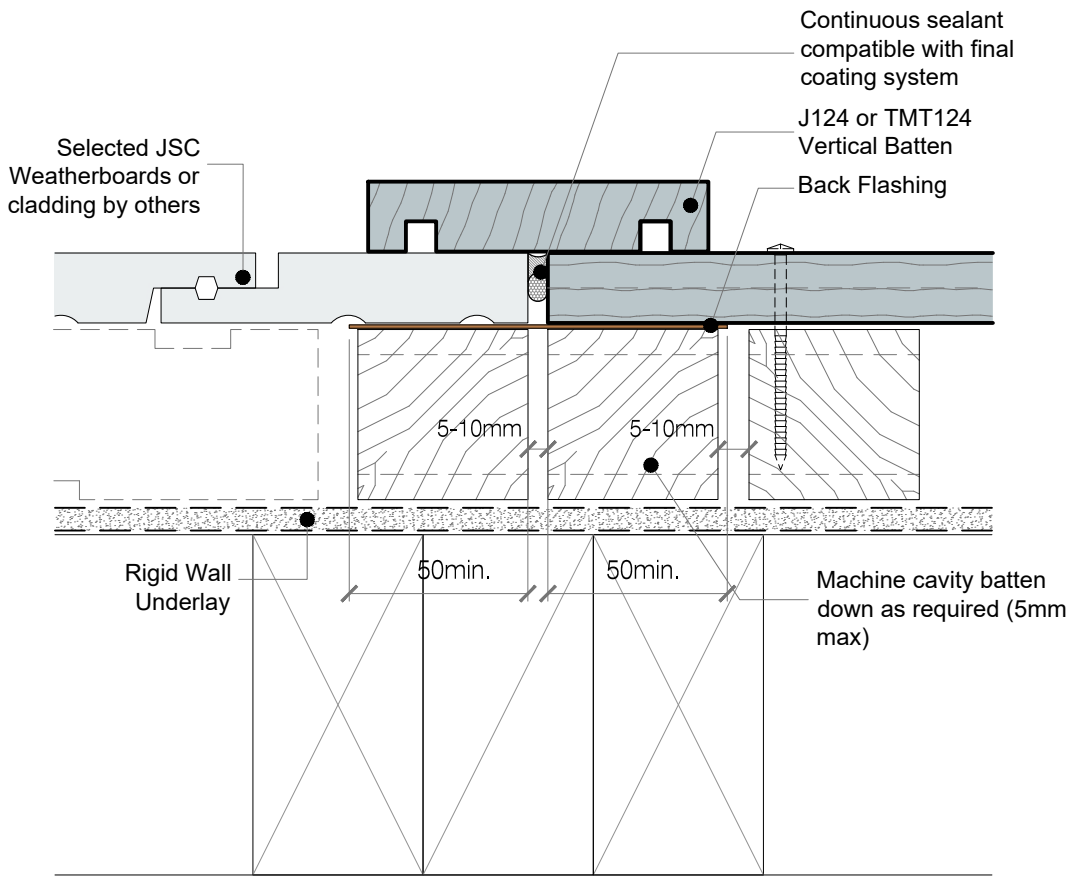 Continuous sealant
compatible with final
coating system
J124 or TMT124
Vertical Batten
Back Flashing
Selected JSC
Weatherboards or
cladding by others
5-10mm
5-10mm
50min.
50min.
Rigid Wall
Underlay
Machine cavity batten
down as required (5mm
max)